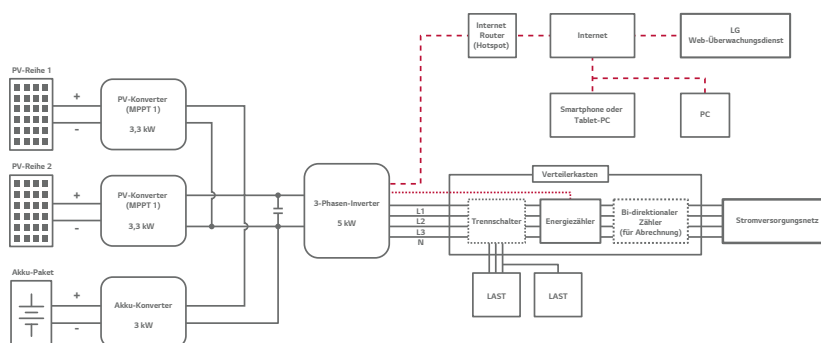 Internet
Router
(Hotspot)
Internet
LG
Web-Überwachungsdienst
Smartphone oder
Tablet-PC
PC
PV-Reihe 1
+
-
PV-Konverter
(MPPT 1)
3,3 kW
PV-Reihe 2
+
-
PV-Konverter
(MPPT 1)
3,3 kW
Akku-Paket
+
-
Akku-Konverter
3 kW
3-Phasen-Inverter
5 kW
L1
L2
L3
N
Verteilerkasten
Trennschalter
Energiezähler
Bi-direktionaler
Zähler
(für Abrechnung)
Stromversorgungsnetz
LAST
LAST